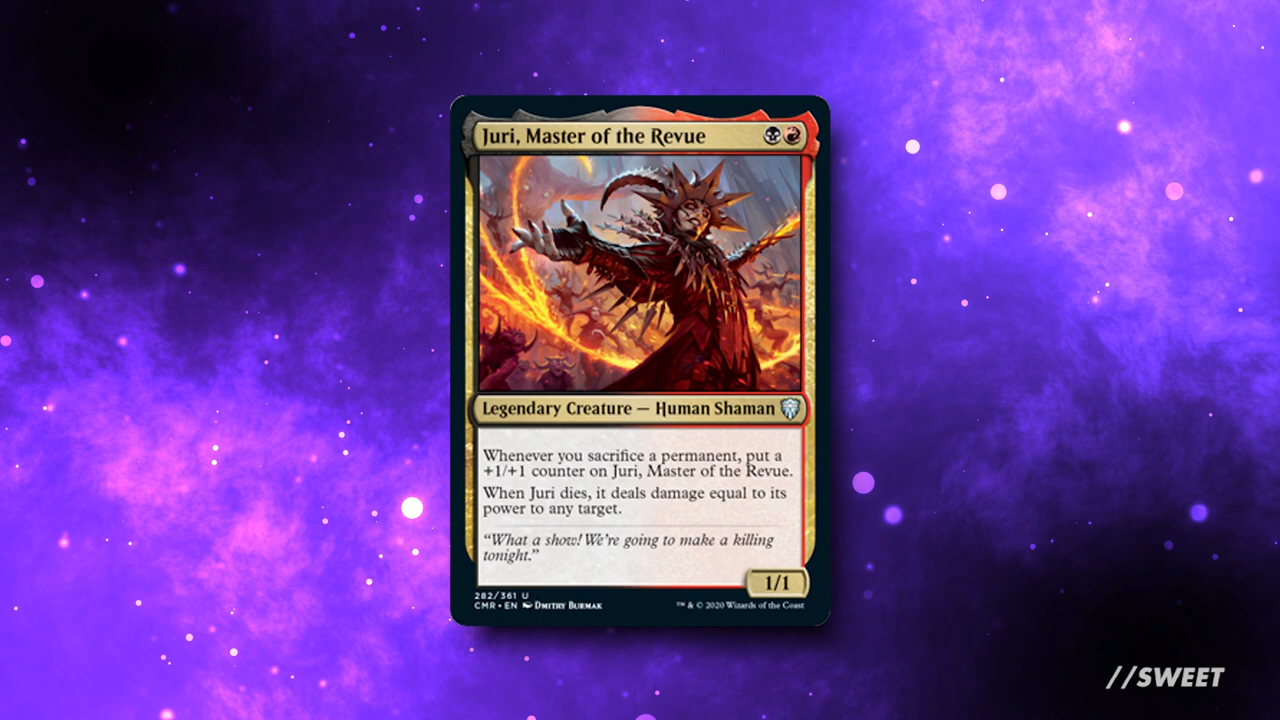 Juri, Master of the Revue
Legendary Creature — Human Shaman
Whenever you sacrifice a permanent, put a
+1/+1 counter on Juri, Master of the Revue.
When Juri dies, it deals damage equal to its
power to any target.
“What a show! We’re going to make a killing
tonight.”
1/1
282/361 U
CMR • EN Dmitry Burmak
™ & © 2020 Wizards of the Coast
//SWEET